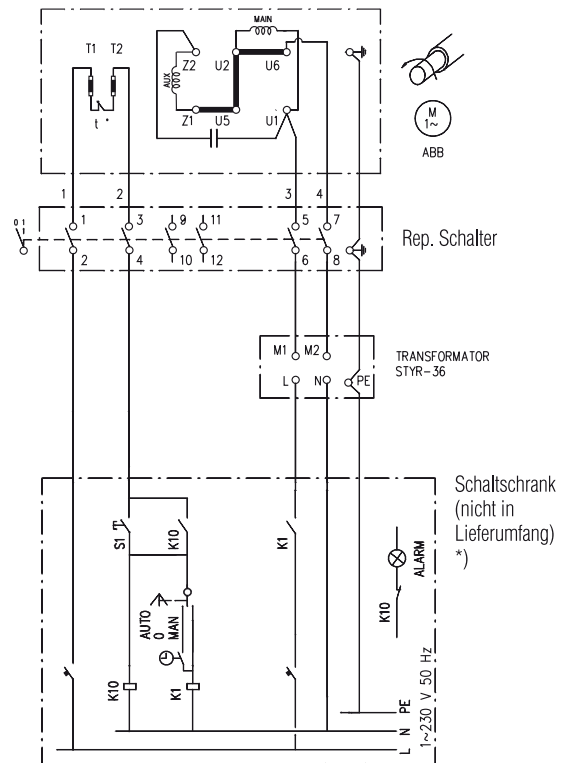 MAIN
T1 T2
Z2 U2 U6
AUX
t°
Z1 U5 U1
M
1~
ABB
1 2 3 4
0 1
1 3 9 11 5 7
Rep. Schalter
2 4 10 12 6 8
M1 M2
TRANSFORMATOR
STYR-36
L N PE
Schaltschrank
(nicht in
Lieferumfang)
*)
S1
K10
K1
ALARM
K10
AUTO
0
MAN
K10
K1
PE
N
L
1~230 V 50 Hz